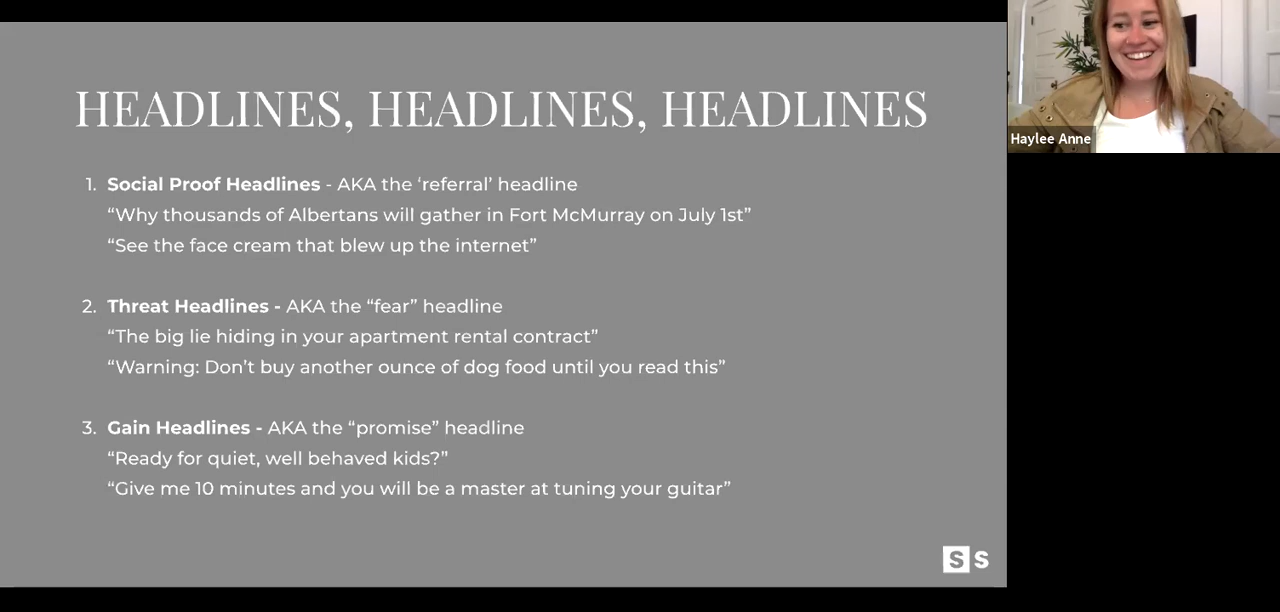 HEADLINES, HEADLINES, HEADLINES
1. Social Proof Headlines - AKA the ‘referral’ headline
“Why thousands of Albertans will gather in Fort McMurray on July 1st”
“See the face cream that blew up the internet”
2. Threat Headlines - AKA the “fear” headline
“The big lie hiding in your apartment rental contract”
“Warning: Don’t buy another ounce of dog food until you read this”
3. Gain Headlines - AKA the “promise” headline
“Ready for quiet, well behaved kids?”
“Give me 10 minutes and you will be a master at tuning your guitar”
S S
Haylee Anne